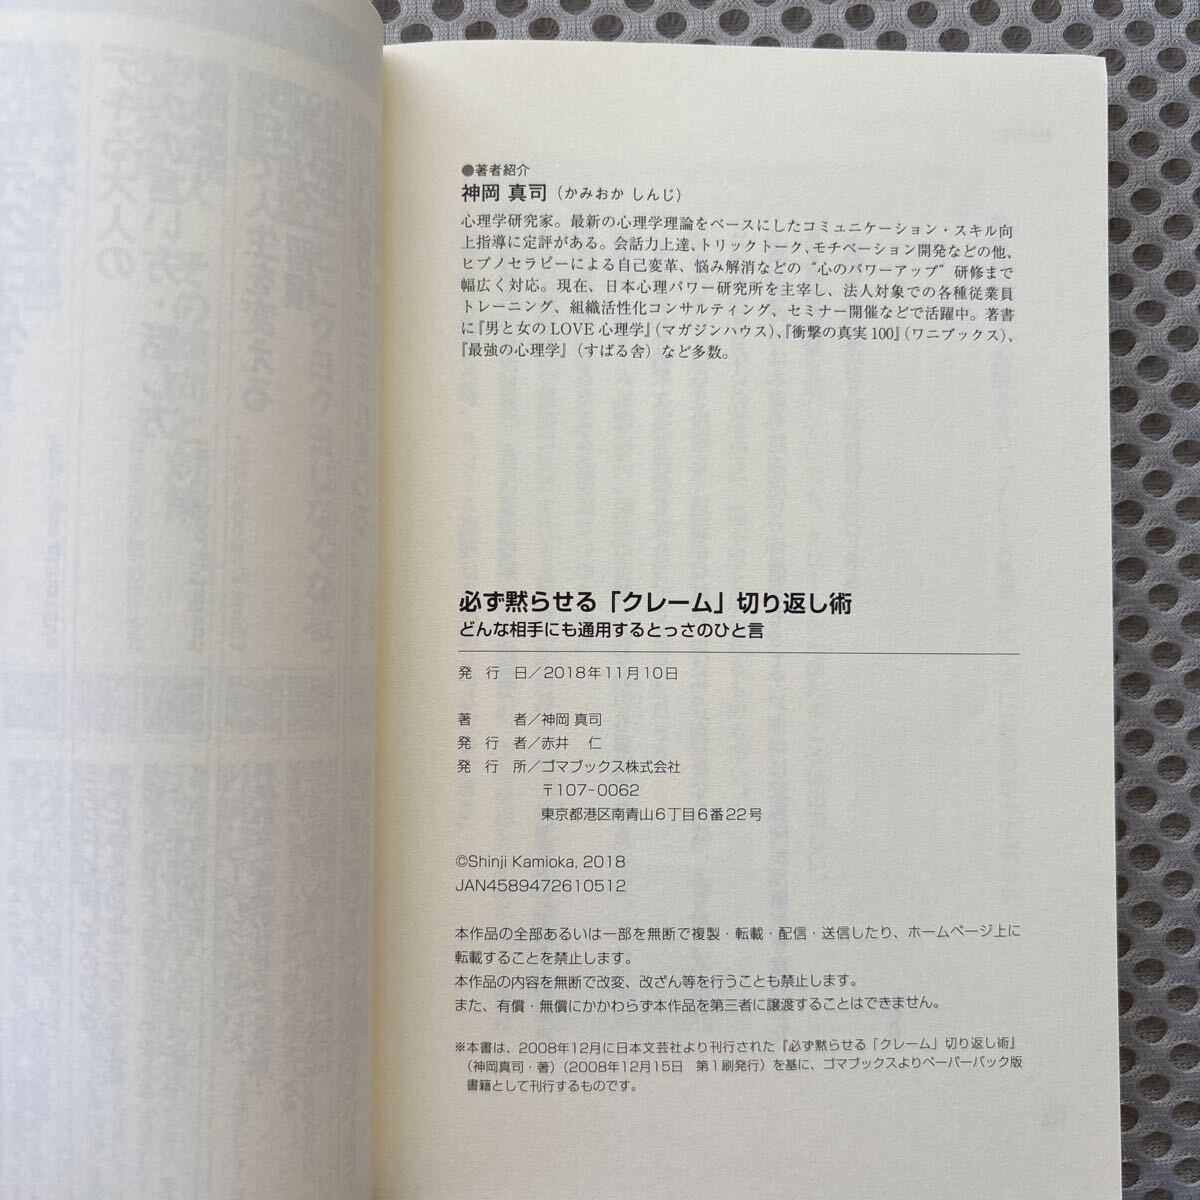 ●著者紹介
神岡 真司（かみおか しんじ）
心理学研究家。最新の心理学理論をベースにしたコミュニケーション・スキル向
上指導に定評がある。会話力上達、トリックトーク、モチベーション開発などの他、
ヒプノセラピーによる自己変革、悩み解消などの“心のパワーアップ”研修まで
幅広く対応。現在、日本心理パワー研究所を主宰し、法人対象での各種従業員
トレーニング、組織活性化コンサルティング、セミナー開催などで活躍中。著書
に『男と女のLOVE心理学』（マガジンハウス）、『衝撃の真実100』（ワニブックス）、
『最強の心理学』（すばる舎）など多数。
必ず黙らせる「クレーム」切り返し術
どんな相手にも通用するとっさのひと言
発　行　日／2018年11月10日
著　　　者／神岡 真司
発　行　者／赤井　仁
発　行　所／ゴマブックス株式会社
〒107-0062
東京都港区南青山6丁目6番22号
©Shinji Kamioka, 2018
JAN4589472610512
本作品の全部あるいは一部を無断で複製・転載・配信・送信したり、ホームページ上に
転載することを禁止します。
本作品の内容を無断で改変、改ざん等を行うことも禁止します。
また、有償・無償にかかわらず本作品を第三者に譲渡することはできません。
※本書は、2008年12月に日本文芸社より刊行された『必ず黙らせる「クレーム」切り返し術』
（神岡真司・著）（2008年12月15日　第1刷発行）を基に、ゴマブックスよりペーパーバック版
書籍として刊行するものです。